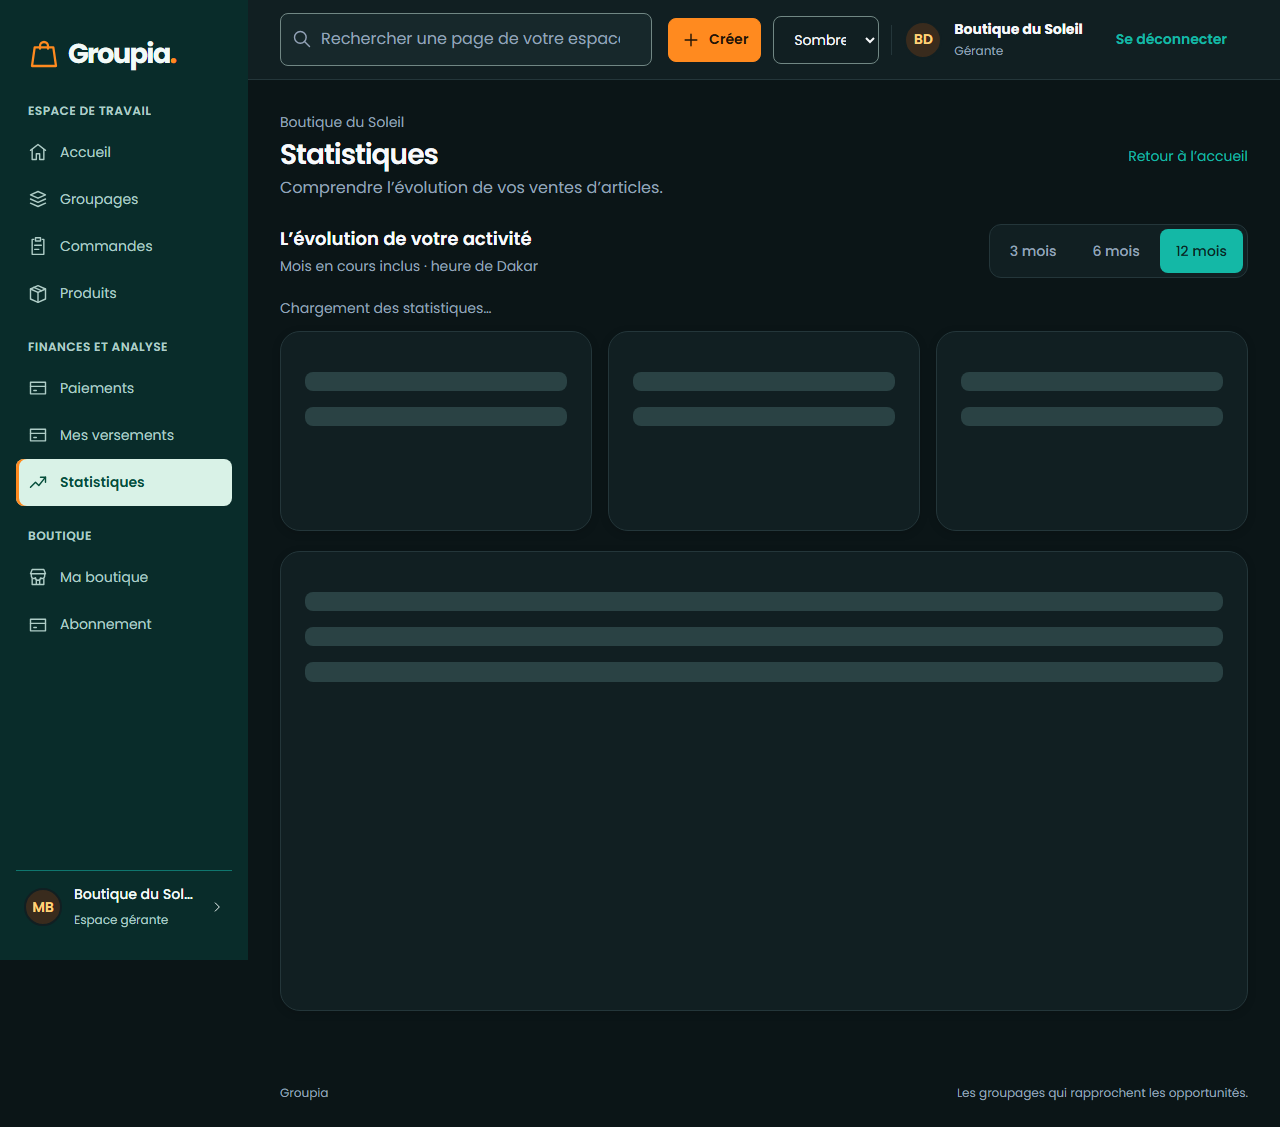 Groupia.
ESPACE DE TRAVAIL
Accueil
Groupages
Commandes
Produits
FINANCES ET ANALYSE
Paiements
Mes versements
Statistiques
BOUTIQUE
Ma boutique
Abonnement
MB
Boutique du Sol...
Espace gérante
Rechercher une page de votre espac
Créer
Sombre
BD
Boutique du Soleil
Gérante
Se déconnecter
Boutique du Soleil
Statistiques
Retour à l’accueil
Comprendre l’évolution de vos ventes d’articles.
L’évolution de votre activité
Mois en cours inclus · heure de Dakar
3 mois
6 mois
12 mois
Chargement des statistiques…
Groupia
Les groupages qui rapprochent les opportunités.